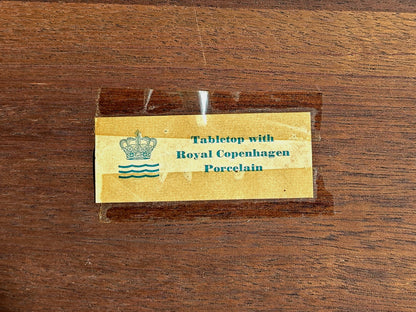 Tabletop with
Royal Copenhagen
Porcelain